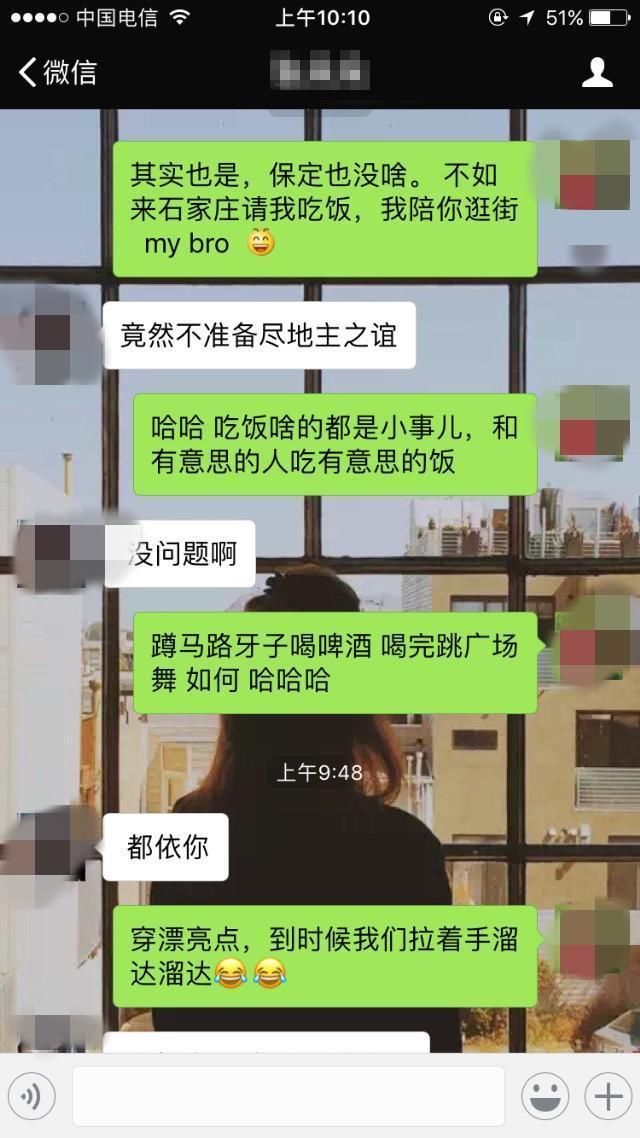 中国电信 上午10:10 51%
微信
其实也是，保定也没啥。 不如
来石家庄请我吃饭，我陪你逛街
my bro 😄
竟然不准备尽地主之谊
哈哈 吃饭啥的都是小事儿，和
有意思的人吃有意思的饭
没问题啊
蹲马路牙子喝啤酒 喝完跳广场
舞 如何 哈哈哈
上午9:48
都依你
穿漂亮点，到时候我们拉着手溜
达溜达😂😂